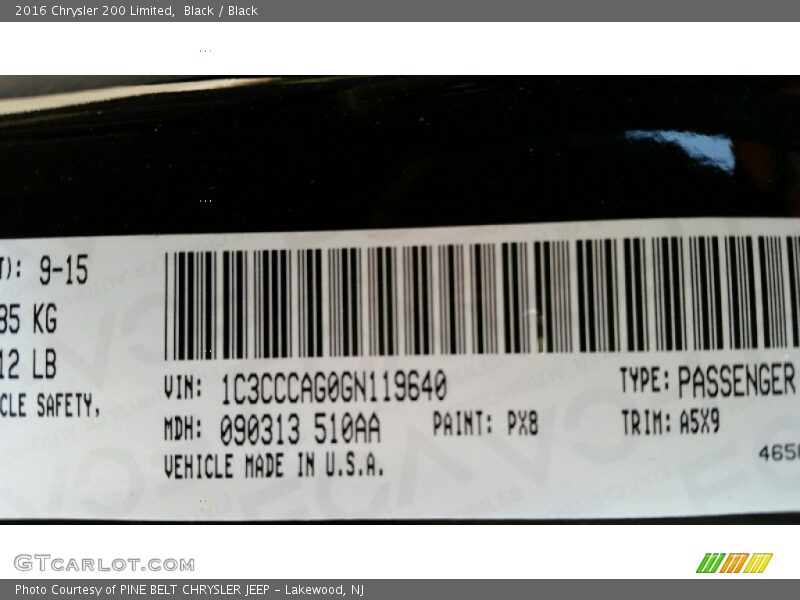 2016 Chrysler 200 Limited,  Black / Black
T): 9-15
85 KG
12 LB
CLE SAFETY,
VIN: 1C3CCCAG0GN119640
TYPE: PASSENGER
MDH: 090313 510AA
PAINT: PX8
TRIM: A5X9
VEHICLE MADE IN U.S.A.
465
GTCARLOT.COM
Photo Courtesy of PINE BELT CHRYSLER JEEP - Lakewood, NJ